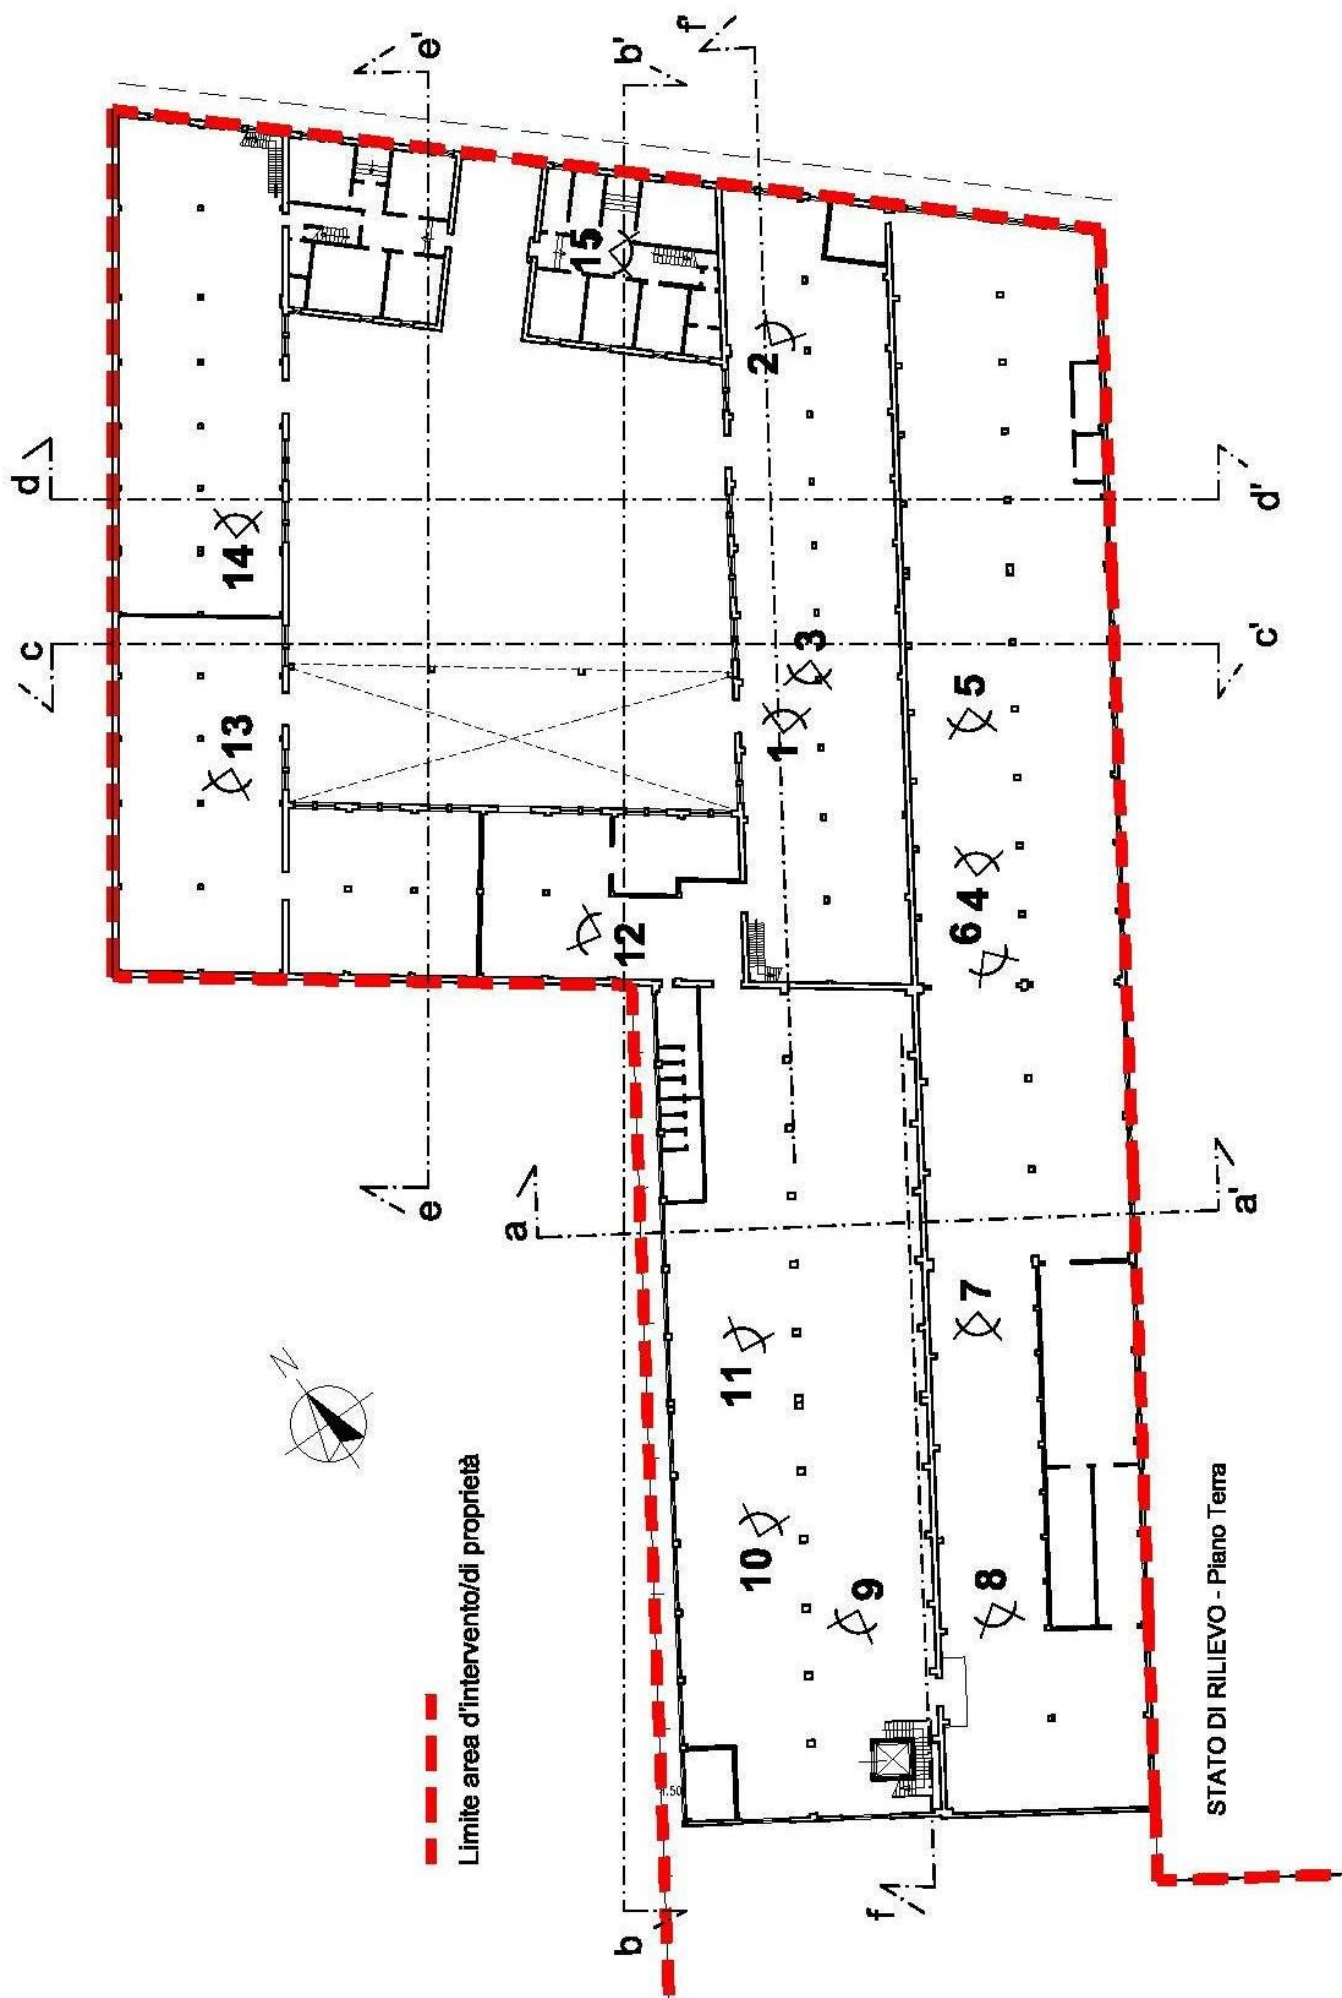 e'
b'
f'
d
15
2
14
d'
c
3
c'
13
1
5
4
6
12
e
a
a'
7
N
11
Limite area d'intervento/di proprietà
10
8
9
STATO DI RILIEVO - Piano Terra
f
b